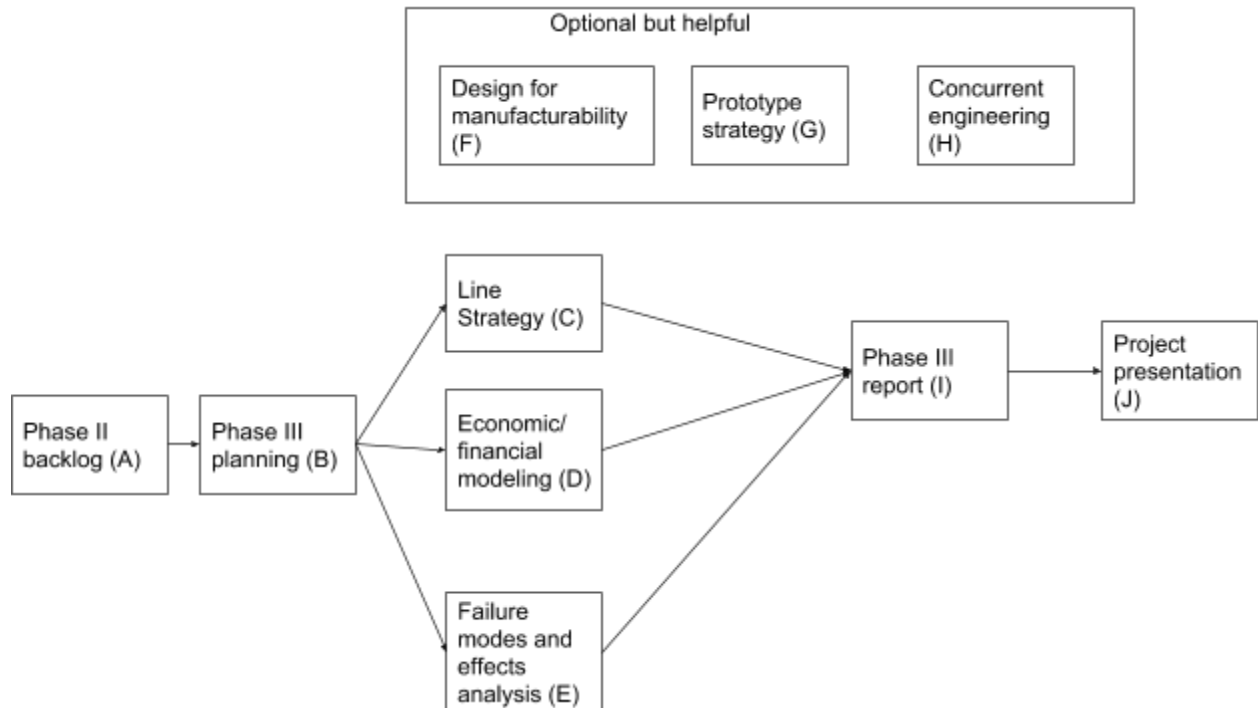 Optional but helpful
Design for
manufacturability
(F)
Prototype
strategy (G)
Concurrent
engineering
(H)
Line
Strategy (C)
Phase III
report (I)
Project
presentation
(J)
Phase II
backlog (A)
Phase III
planning (B)
Economic/
financial
modeling (D)
Failure
modes and
effects
analysis (E)